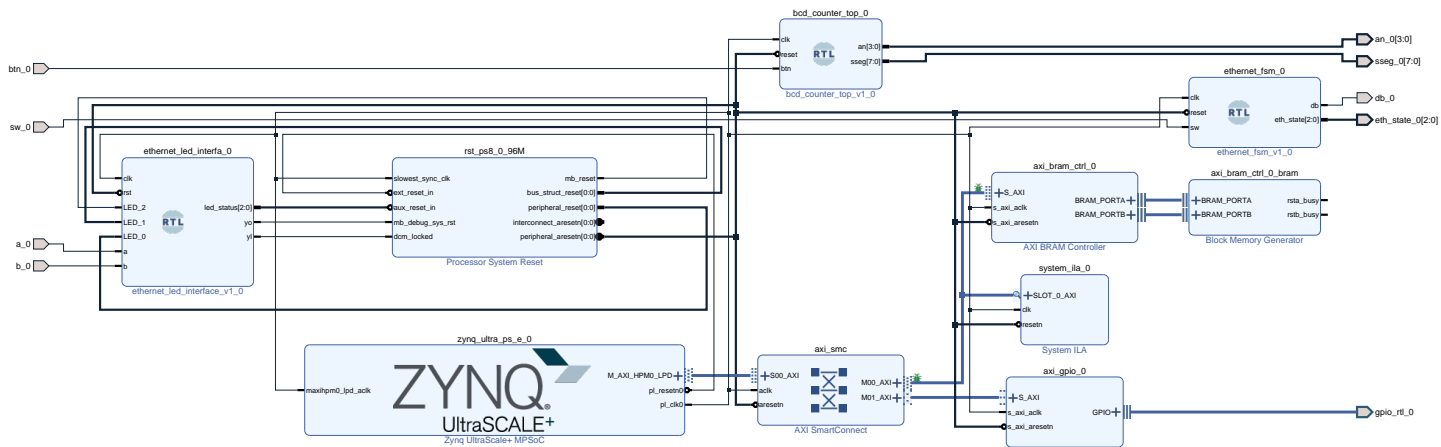 bcd_counter_top_0
clk
reset
btn
RTL
an[3:0]
sseg[7:0]
bcd_counter_top_v1_0
an_0[3:0]
sseg_0[7:0]
btn_0
sw_0
a_0
b_0
ethernet_fsm_0
clk
reset
sw
RTL
db
eth_state[2:0]
ethernet_fsm_v1_0
db_0
eth_state_0[2:0]
ethernet_led_interfa_0
clk
rst
LED_2
LED_1
LED_0
a
b
RTL
led_status[2:0]
yo
yl
ethernet_led_interface_v1_0
rst_ps8_0_96M
slowest_sync_clk
ext_reset_in
aux_reset_in
mb_debug_sys_rst
dcm_locked
mb_reset
bus_struct_reset[0:0]
peripheral_reset[0:0]
interconnect_aresetn[0:0]
peripheral_aresetn[0:0]
Processor System Reset
axi_bram_ctrl_0
S_AXI
s_axi_aclk
s_axi_aresetn
BRAM_PORTA
BRAM_PORTB
AXI BRAM Controller
axi_bram_ctrl_0_bram
BRAM_PORTA
BRAM_PORTB
rsta_busy
rstb_busy
Block Memory Generator
system_ila_0
SLOT_0_AXI
clk
resetn
System ILA
zynq_ultra_ps_e_0
maxihpm0_lpd_aclk
ZYNQ®
UltraSCALE+
M_AXI_HPM0_LPD
pl_resetn0
pl_clk0
Zynq UltraScale+ MPSoC
axi_smc
S00_AXI
aclk
aresetn
M00_AXI
M01_AXI
AXI SmartConnect
axi_gpio_0
S_AXI
s_axi_aclk
s_axi_aresetn
GPIO
gpio_rtl_0